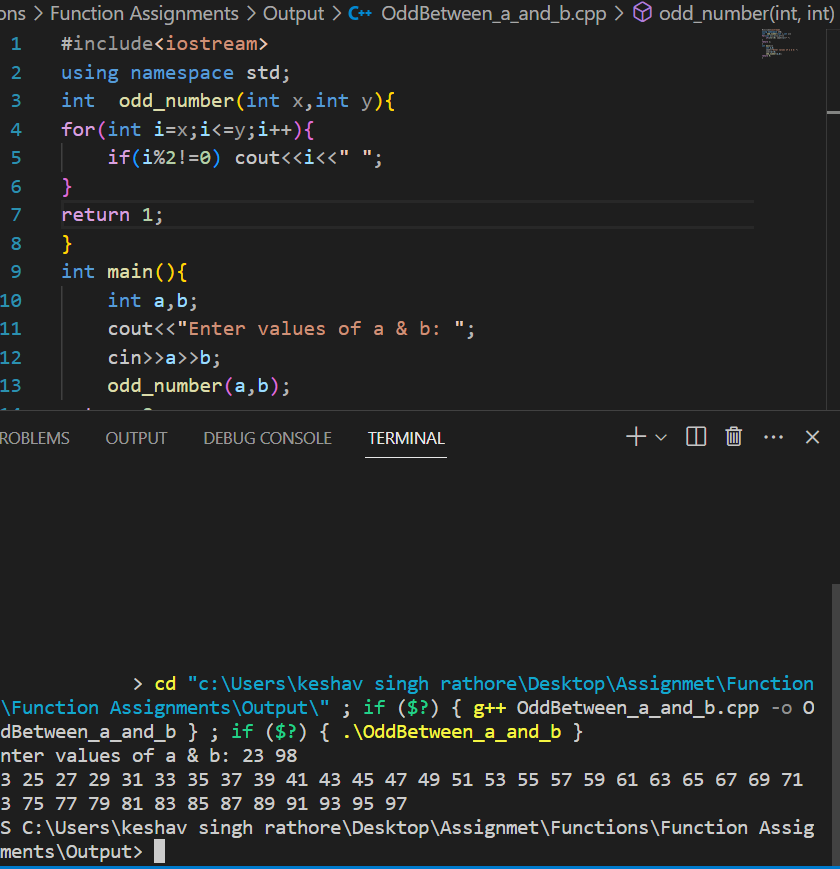 ons > Function Assignments > Output > C++ OddBetween_a_and_b.cpp > odd_number(int, int)
1 #include<iostream>
2 using namespace std;
3 int  odd_number(int x,int y){
4 for(int i=x;i<=y;i++){
5     if(i%2!=0) cout<<i<<" ";
6 }
7 return 1;
8 }
9 int main(){
10     int a,b;
11     cout<<"Enter values of a & b: ";
12     cin>>a>>b;
13     odd_number(a,b);
ROBLEMS OUTPUT DEBUG CONSOLE TERMINAL
> cd "c:\Users\keshav singh rathore\Desktop\Assignmet\Function
\Function Assignments\Output\" ; if ($?) { g++ OddBetween_a_and_b.cpp -o O
dBetween_a_and_b } ; if ($?) { .\OddBetween_a_and_b }
nter values of a & b: 23 98
3 25 27 29 31 33 35 37 39 41 43 45 47 49 51 53 55 57 59 61 63 65 67 69 71
3 75 77 79 81 83 85 87 89 91 93 95 97
S C:\Users\keshav singh rathore\Desktop\Assignmet\Functions\Function Assig
ments\Output>